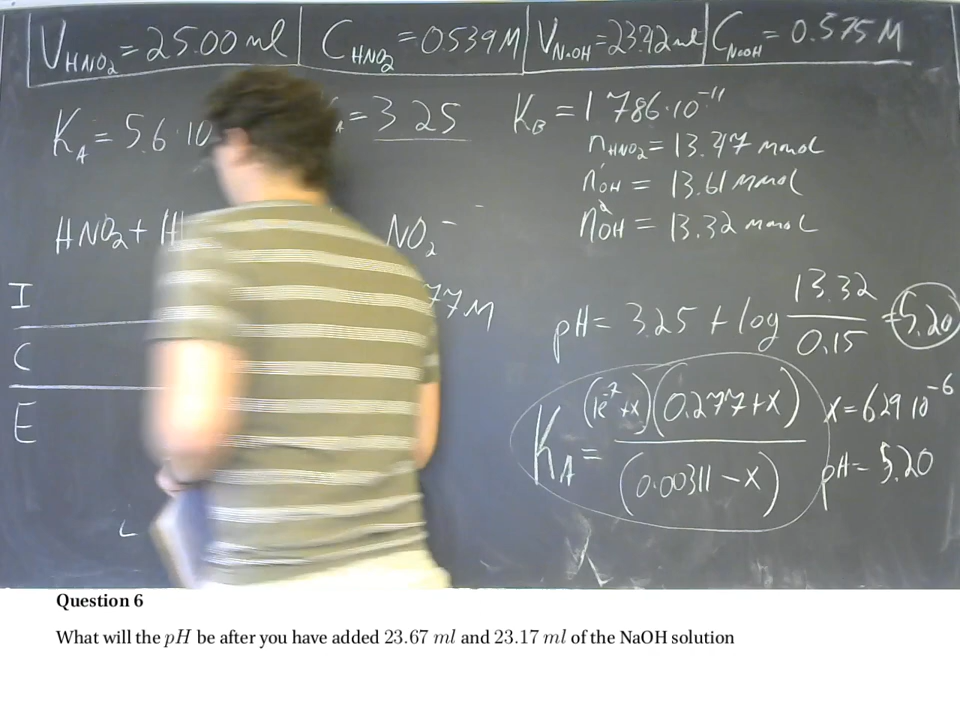 V_HNO₂ = 25.00 ml | C_HNO₂ = 0.539 M | V_NaOH = 23.42 ml | C_NaOH = 0.575 M
K_A = 5.6·10 = 3.25 K_B = 1.786·10⁻¹¹
n_HNO₂ = 13.47 mmol
n_OH = 13.61 mmol
n_OH = 13.32 mmol
HNO₂ + H NO₂⁻
I 77 M
pH = 3.25 + log 13.32 / 0.15 = 5.20
C
K_A = (1e⁻⁷+x)(0.277+x) / (0.00311 − x) x = 6.29 10⁻⁶
E pH = 5.20
Question 6
What will the pH be after you have added 23.67 ml and 23.17 ml of the NaOH solution